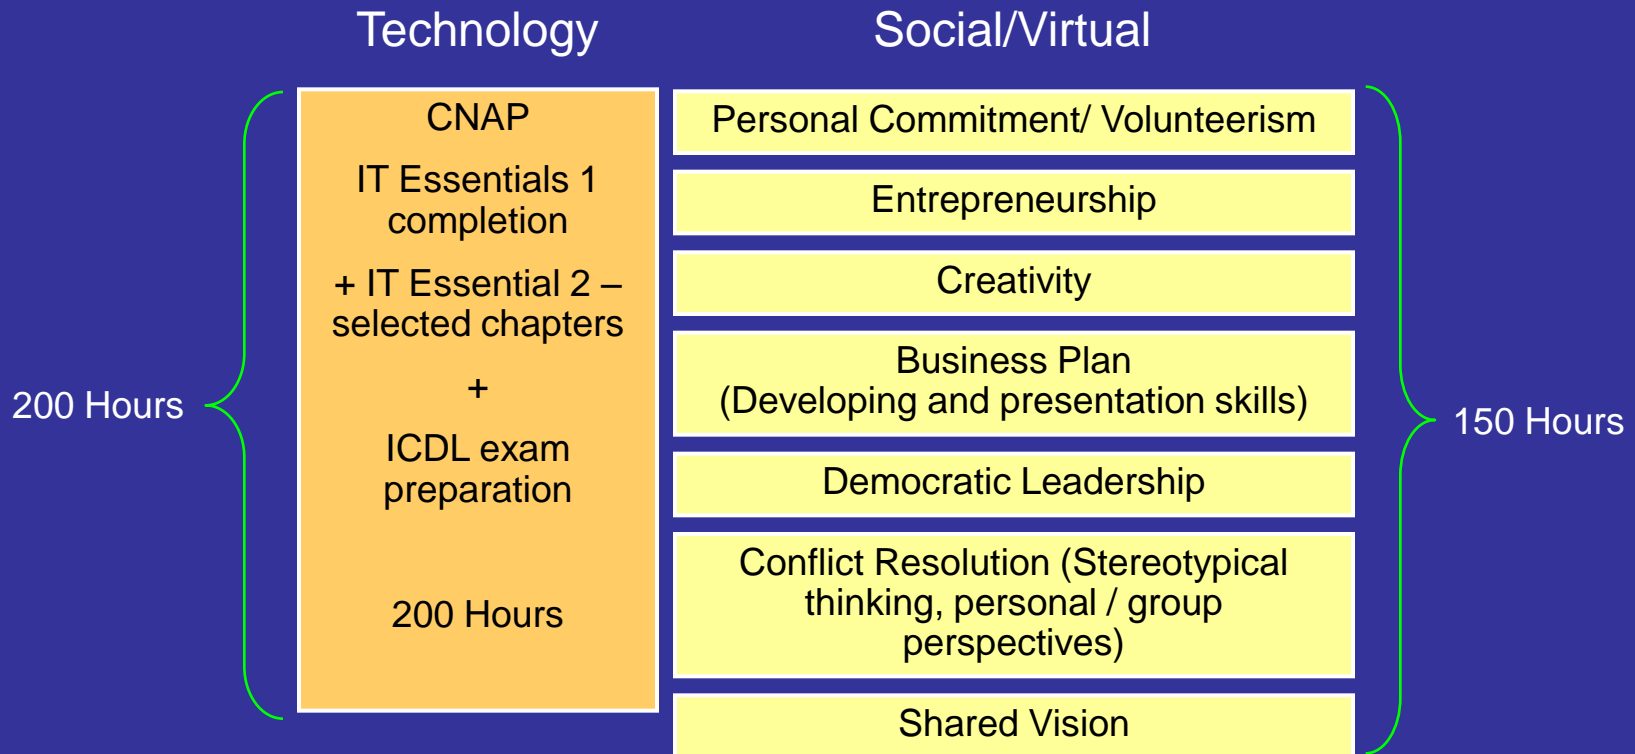 Technology
Social/Virtual
200 Hours
CNAP
IT Essentials 1
completion
+ IT Essential 2 –
selected chapters
+
ICDL exam
preparation
200 Hours
Personal Commitment/ Volunteerism
Entrepreneurship
Creativity
Business Plan
(Developing and presentation skills)
Democratic Leadership
Conflict Resolution (Stereotypical
thinking, personal / group
perspectives)
Shared Vision
150 Hours